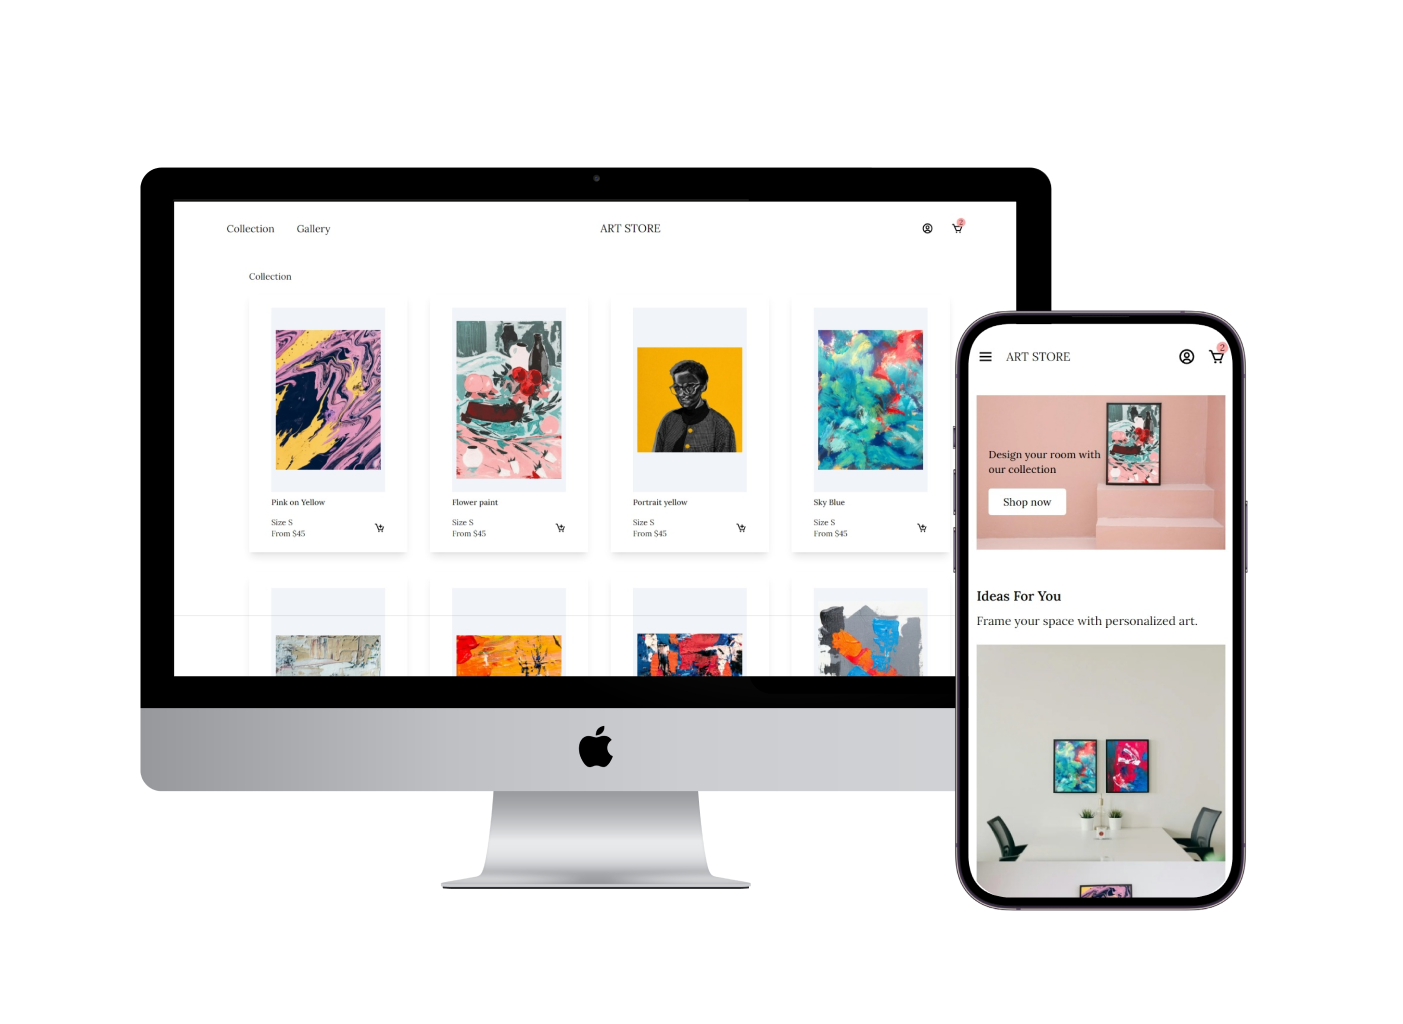 Collection Gallery ART STORE 2
Collection
Pink on Yellow
Size S
From $45
Flower paint
Size S
From $45
Portrait yellow
Size S
From $45
Sky Blue
Size S
From $45
ART STORE 2
Design your room with
our collection
Shop now
Ideas For You
Frame your space with personalized art.